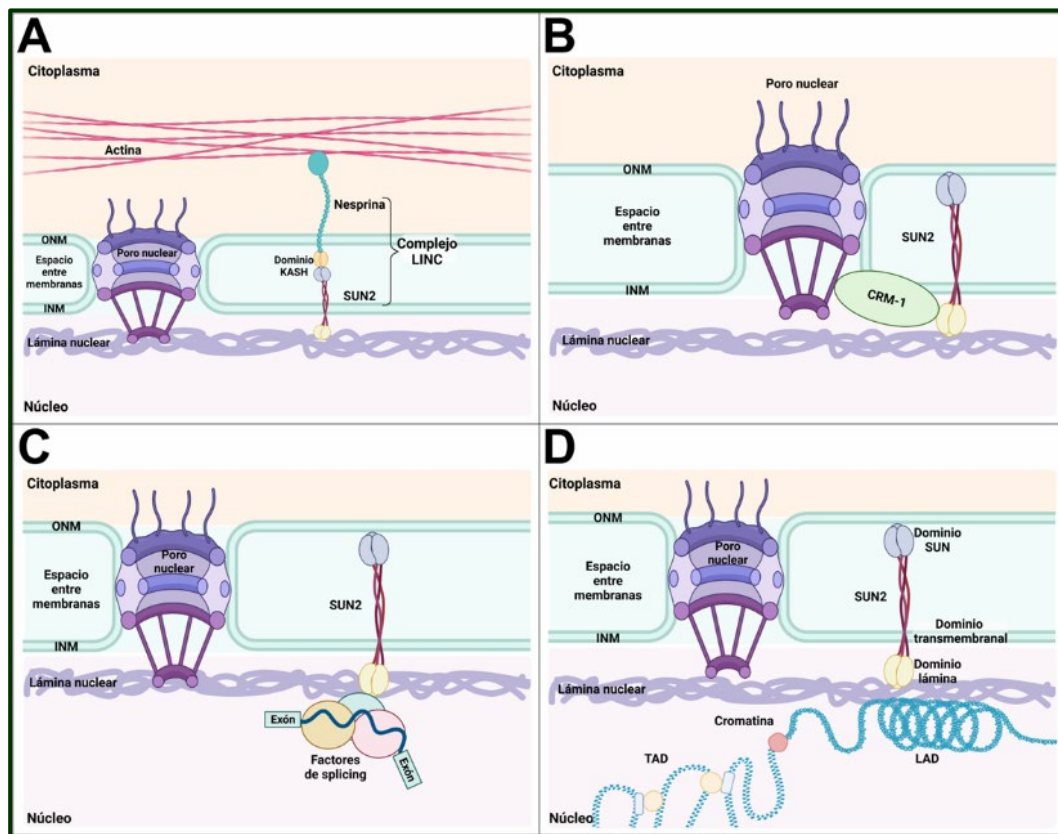 A
Citoplasma
Actina
Nesprina
ONM
Poro nuclear
Espacio
entre
membranas
Dominio
KASH
Complejo
LINC
SUN2
INM
Lámina nuclear
Núcleo
B
Citoplasma
Poro nuclear
ONM
Espacio
entre
membranas
SUN2
INM
CRM-1
Lámina nuclear
Núcleo
C
Citoplasma
ONM
Poro
nuclear
Espacio
entre
membranas
SUN2
INM
Lámina nuclear
Exón
Factores
de splicing
Exón
Núcleo
D
Citoplasma
ONM
Dominio
SUN
Poro
nuclear
Espacio
entre
membranas
SUN2
INM
Dominio
transmembranal
Dominio
lámina
Lámina nuclear
Cromatina
TAD
LAD
Núcleo